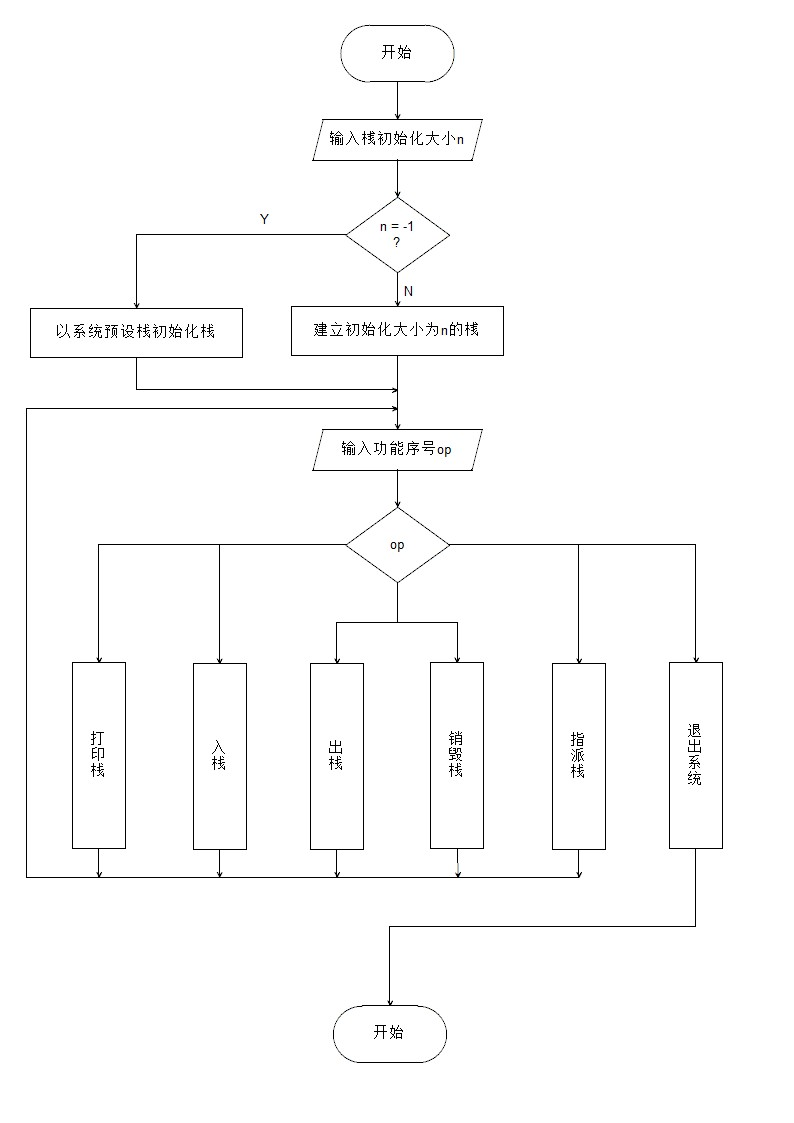 开始
输入栈初始化大小n
Y
n = -1
?
N
以系统预设栈初始化栈
建立初始化大小为n的栈
输入功能序号op
op
打印栈
入栈
出栈
销毁栈
指派栈
退出系统
开始